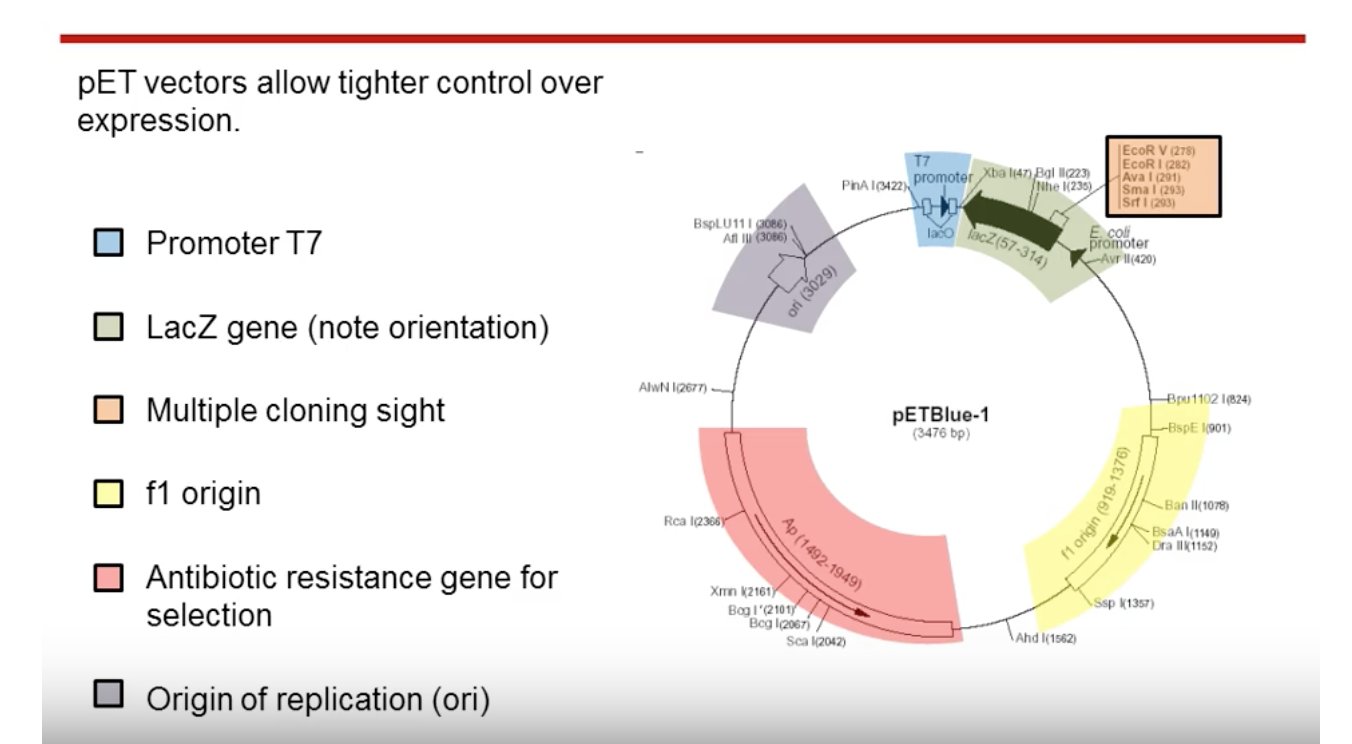 pET vectors allow tighter control over
expression.
Promoter T7
LacZ gene (note orientation)
Multiple cloning sight
f1 origin
Antibiotic resistance gene for
selection
Origin of replication (ori)
T7
promoter
PinA I(3422)
lacO
Xba I(47)
Bgl II(223)
Nhe I(235)
EcoR V (278)
EcoR I (282)
Ava I (291)
Sma I (293)
Srf I (293)
lacZ(57-314)
E. coli
promoter
Avr II(420)
BspLU11 I (3086)
Afl III (3086)
ori (3029)
AlwN I(2677)
pETBlue-1
(3476 bp)
Bpu1102 I(824)
BspE I(901)
f1 origin (919-1376)
Ban II(1078)
BsaA I(1149)
Dra III(1152)
Ssp I(1357)
Ahd I(1562)
Rca I(2366)
Ap (1492-1949)
Xmn I(2161)
Bcg I'(2101)
Bcg I(2067)
Sca I(2042)